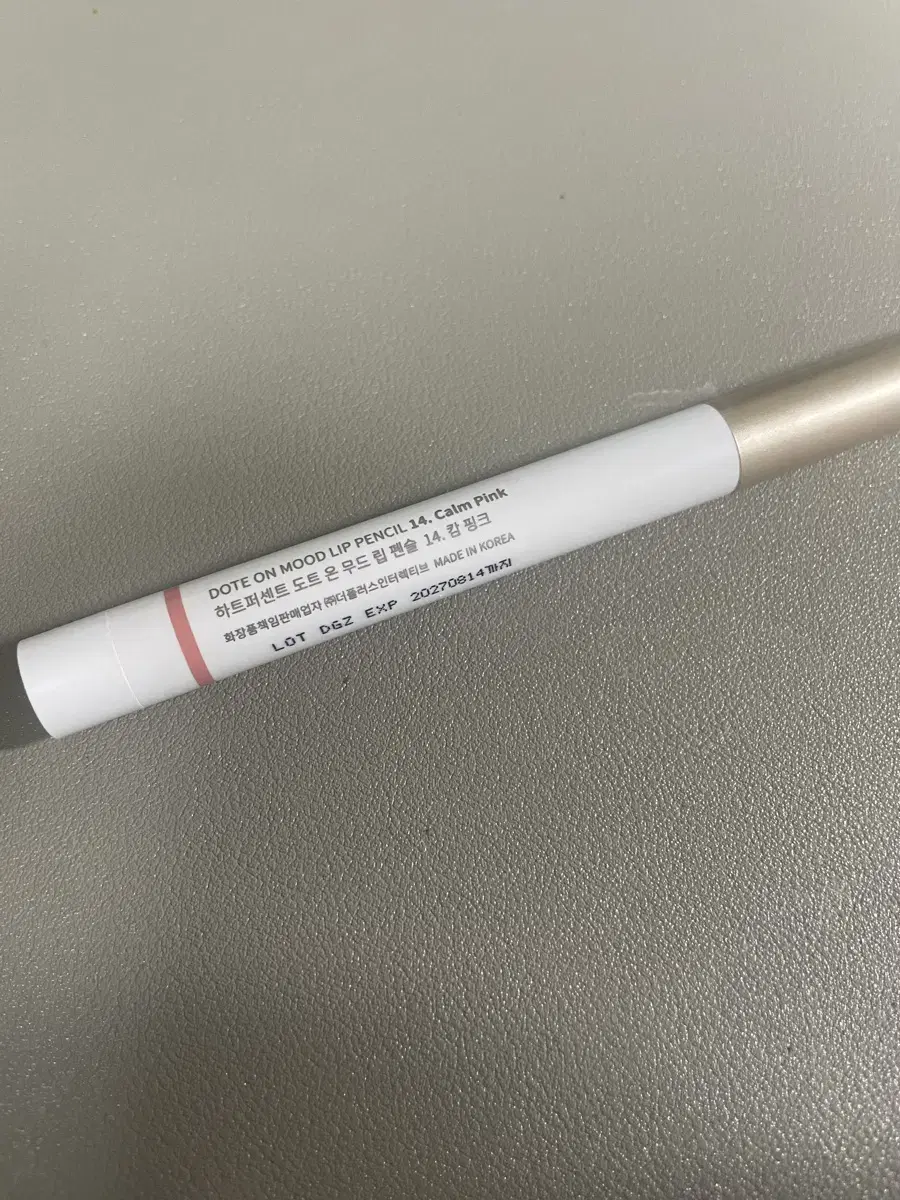 DOTE ON MOOD LIP PENCIL 14. Calm Pink
하트퍼센트 도트 온 무드 립 펜슬 14. 캄 핑크
화장품책임판매업자 ㈜더플러스인터렉티브 MADE IN KOREA
LOT DGZ EXP 20270814까지